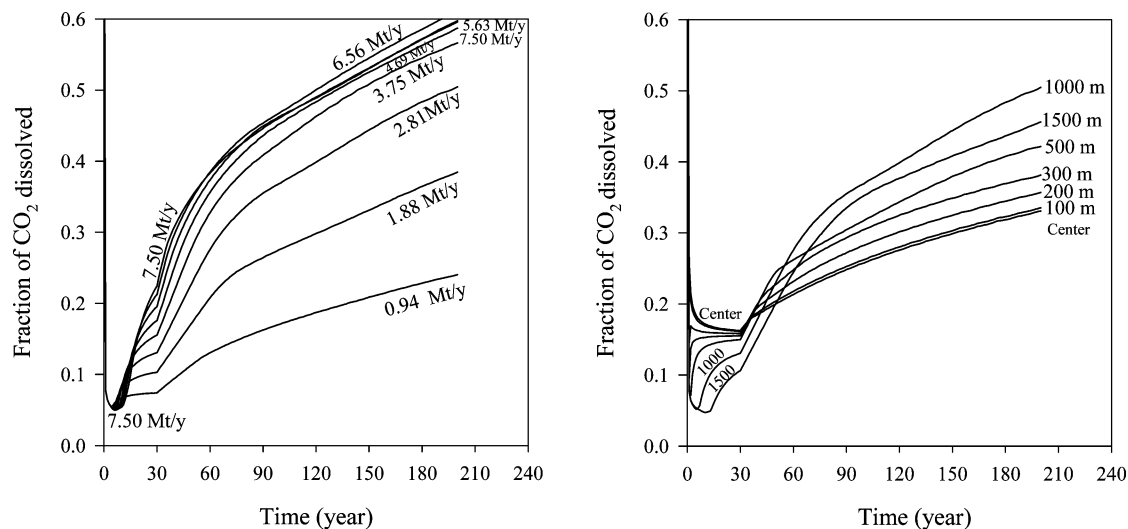 0.6
0.5
0.4
0.3
0.2
0.1
0.0
Fraction of CO2 dissolved
6.56 Mt/y
5.63 Mt/y
7.50 Mt/y
4.69 Mt/y
3.75 Mt/y
2.81Mt/y
1.88 Mt/y
0.94 Mt/y
7.50 Mt/y
7.50 Mt/y
0 30 60 90 120 150 180 210 240
Time (year)
0.6
0.5
0.4
0.3
0.2
0.1
0.0
Fraction of CO2 dissolved
1000 m
1500 m
500 m
300 m
200 m
100 m
Center
Center
1000
1500
0 30 60 90 120 150 180 210 240
Time (year)